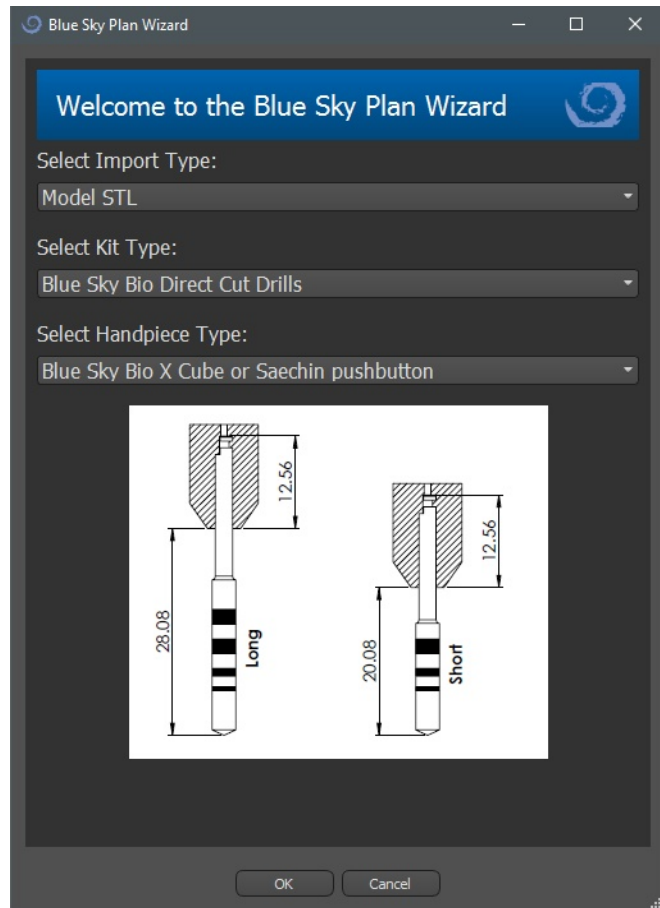 Blue Sky Plan Wizard
Welcome to the Blue Sky Plan Wizard
Select Import Type:
Model STL
Select Kit Type:
Blue Sky Bio Direct Cut Drills
Select Handpiece Type:
Blue Sky Bio X Cube or Saechin pushbutton
12.56
28.08
Long
12.56
20.08
Short
OK
Cancel